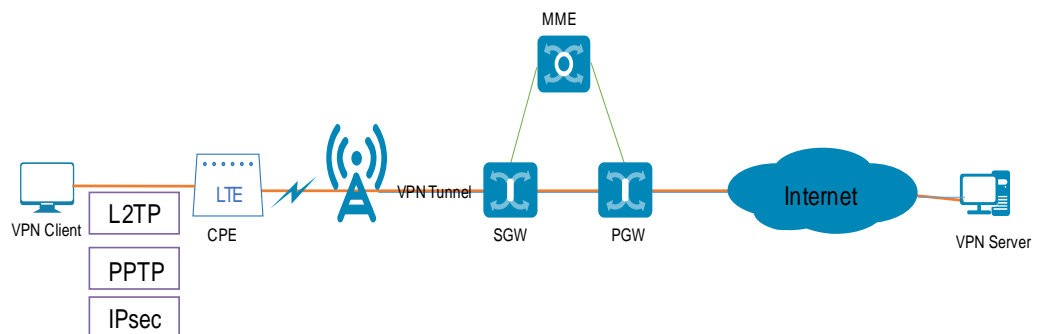 MME
LTE
VPN Tunnel
Internet
L2TP
VPN Client
CPE
SGW
PGW
VPN Server
PPTP
IPsec